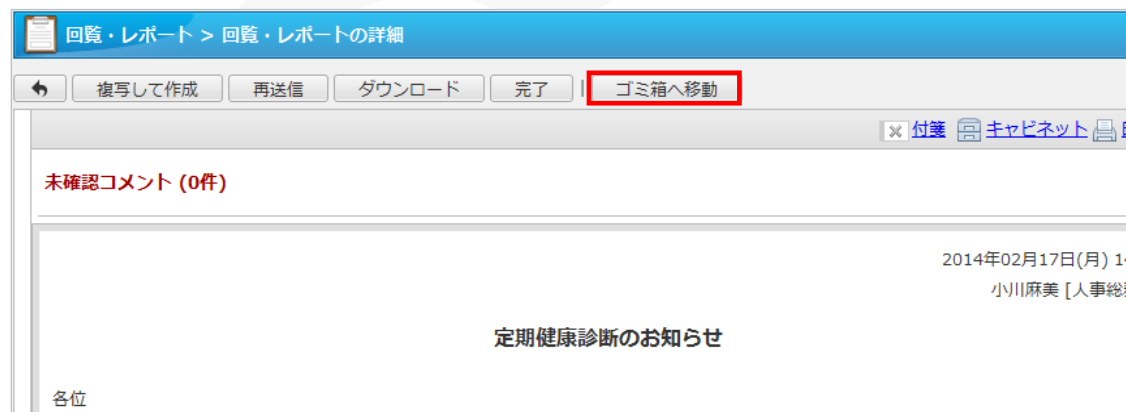 回覧・レポート > 回覧・レポートの詳細
複写して作成 再送信 ダウンロード 完了 ゴミ箱へ移動
付箋 キャビネット
未確認コメント (0件)
2014年02月17日(月)
小川麻美 [人事総
定期健康診断のお知らせ
各位